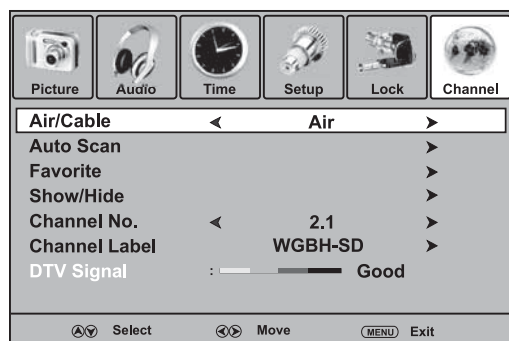 Picture Audio Time Setup Lock Channel
Air/Cable Air
Auto Scan
Favorite
Show/Hide
Channel No. 2.1
Channel Label WGBH-SD
DTV Signal : Good
Select Move MENU Exit